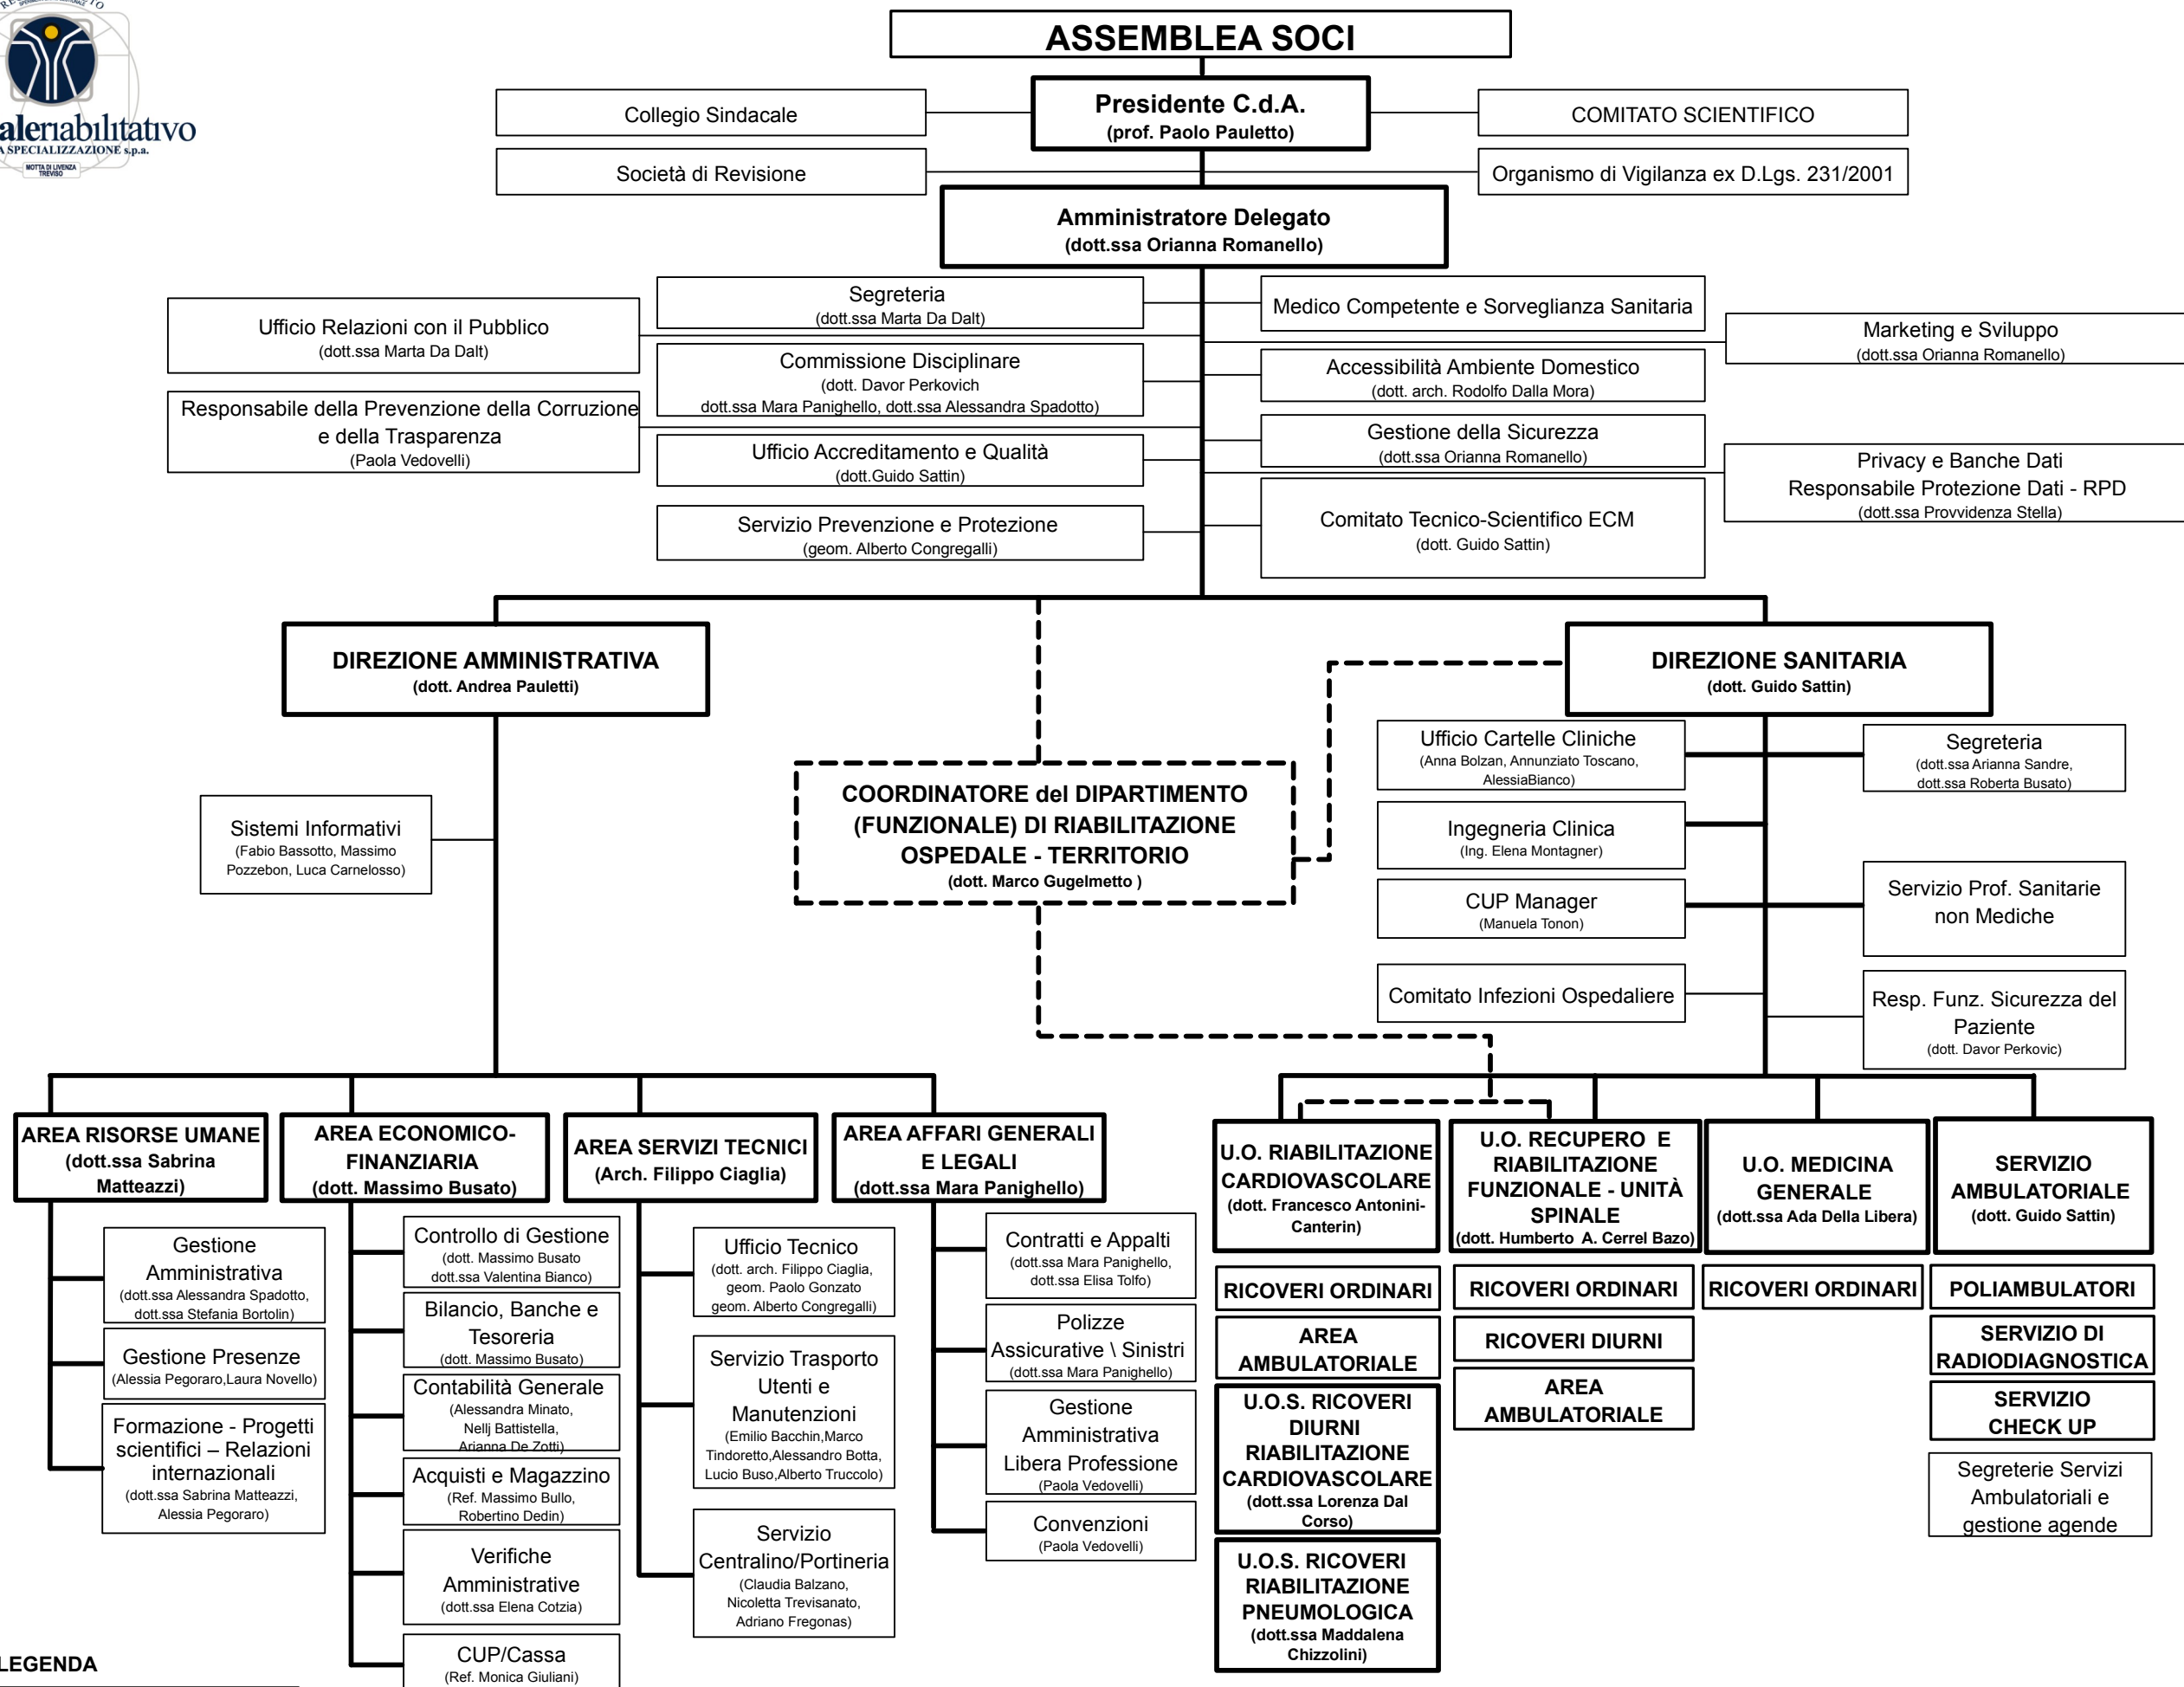 ASSEMBLEA SOCI
Presidente C.d.A.
(prof. Paolo Pauletto)
Collegio Sindacale
COMITATO SCIENTIFICO
Società di Revisione
Organismo di Vigilanza ex D.Lgs. 231/2001
aleriabilitativo
A SPECIALIZZAZIONE s.p.a.
MOTTA DI LIVENZA
TREVISO
Amministratore Delegato
(dott.ssa Orianna Romanello)
Segreteria
(dott.ssa Marta Da Dalt)
Medico Competente e Sorveglianza Sanitaria
Ufficio Relazioni con il Pubblico
(dott.ssa Marta Da Dalt)
Marketing e Sviluppo
(dott.ssa Orianna Romanello)
Commissione Disciplinare
(dott. Davor Perkovich
dott.ssa Mara Panighello, dott.ssa Alessandra Spadotto)
Accessibilità Ambiente Domestico
(dott. arch. Rodolfo Dalla Mora)
Responsabile della Prevenzione della Corruzione
e della Trasparenza
(Paola Vedovelli)
Gestione della Sicurezza
(dott.ssa Orianna Romanello)
Ufficio Accreditamento e Qualità
(dott.Guido Sattin)
Privacy e Banche Dati
Responsabile Protezione Dati - RPD
(dott.ssa Provvidenza Stella)
Servizio Prevenzione e Protezione
(geom. Alberto Congregalli)
Comitato Tecnico-Scientifico ECM
(dott. Guido Sattin)
DIREZIONE AMMINISTRATIVA
(dott. Andrea Pauletti)
DIREZIONE SANITARIA
(dott. Guido Sattin)
Sistemi Informativi
(Fabio Bassotto, Massimo
Pozzebon, Luca Carnelosso)
COORDINATORE del DIPARTIMENTO
(FUNZIONALE) DI RIABILITAZIONE
OSPEDALE - TERRITORIO
(dott. Marco Gugelmetto )
Ufficio Cartelle Cliniche
(Anna Bolzan, Annunziato Toscano,
AlessiaBianco)
Segreteria
(dott.ssa Arianna Sandre,
dott.ssa Roberta Busato)
Ingegneria Clinica
(Ing. Elena Montagner)
CUP Manager
(Manuela Tonon)
Servizio Prof. Sanitarie
non Mediche
Comitato Infezioni Ospedaliere
Resp. Funz. Sicurezza del
Paziente
(dott. Davor Perkovic)
AREA RISORSE UMANE
(dott.ssa Sabrina
Matteazzi)
Gestione
Amministrativa
(dott.ssa Alessandra Spadotto,
dott.ssa Stefania Bortolin)
Gestione Presenze
(Alessia Pegoraro,Laura Novello)
Formazione - Progetti
scientifici – Relazioni
internazionali
(dott.ssa Sabrina Matteazzi,
Alessia Pegoraro)
AREA ECONOMICO-
FINANZIARIA
(dott. Massimo Busato)
Controllo di Gestione
(dott. Massimo Busato
dott.ssa Valentina Bianco)
Bilancio, Banche e
Tesoreria
(dott. Massimo Busato)
Contabilità Generale
(Alessandra Minato,
Nellj Battistella,
Arianna De Zotti)
Acquisti e Magazzino
(Ref. Massimo Bullo,
Robertino Dedin)
Verifiche
Amministrative
(dott.ssa Elena Cotzia)
CUP/Cassa
(Ref. Monica Giuliani)
AREA SERVIZI TECNICI
(Arch. Filippo Ciaglia)
Ufficio Tecnico
(dott. arch. Filippo Ciaglia,
geom. Paolo Gonzato
geom. Alberto Congregalli)
Servizio Trasporto
Utenti e
Manutenzioni
(Emilio Bacchin,Marco
Tindoretto,Alessandro Botta,
Lucio Buso,Alberto Truccolo)
Servizio
Centralino/Portineria
(Claudia Balzano,
Nicoletta Trevisanato,
Adriano Fregonas)
AREA AFFARI GENERALI
E LEGALI
(dott.ssa Mara Panighello)
Contratti e Appalti
(dott.ssa Mara Panighello,
dott.ssa Elisa Tolfo)
Polizze
Assicurative \ Sinistri
(dott.ssa Mara Panighello)
Gestione
Amministrativa
Libera Professione
(Paola Vedovelli)
Convenzioni
(Paola Vedovelli)
U.O. RIABILITAZIONE
CARDIOVASCOLARE
(dott. Francesco Antonini-
Canterin)
RICOVERI ORDINARI
AREA
AMBULATORIALE
U.O.S. RICOVERI
DIURNI
RIABILITAZIONE
CARDIOVASCOLARE
(dott.ssa Lorenza Dal
Corso)
U.O.S. RICOVERI
RIABILITAZIONE
PNEUMOLOGICA
(dott.ssa Maddalena
Chizzolini)
U.O. RECUPERO E
RIABILITAZIONE
FUNZIONALE - UNITÀ
SPINALE
(dott. Humberto A. Cerrel Bazo)
RICOVERI ORDINARI
RICOVERI DIURNI
AREA
AMBULATORIALE
U.O. MEDICINA
GENERALE
(dott.ssa Ada Della Libera)
RICOVERI ORDINARI
SERVIZIO
AMBULATORIALE
(dott. Guido Sattin)
POLIAMBULATORI
SERVIZIO DI
RADIODIAGNOSTICA
SERVIZIO
CHECK UP
Segreterie Servizi
Ambulatoriali e
gestione agende
LEGENDA